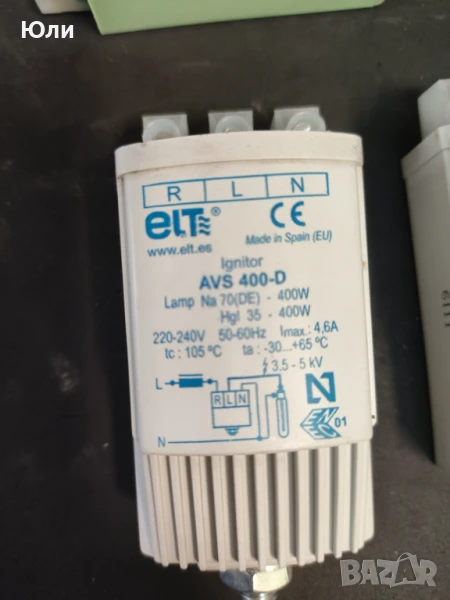 Юли
R L N
ELT ® CE
www.elt.es Made in Spain (EU)
Ignitor
AVS 400-D
Lamp Na 70(DE) - 400W
Hgl 35 - 400W
220-240V 50-60Hz Imax.: 4,6A
tc : 105 ºC ta : -30...+65 ºC
3,5 - 5 kV
L
R L N
N
N
ENEC 01
BAZAR